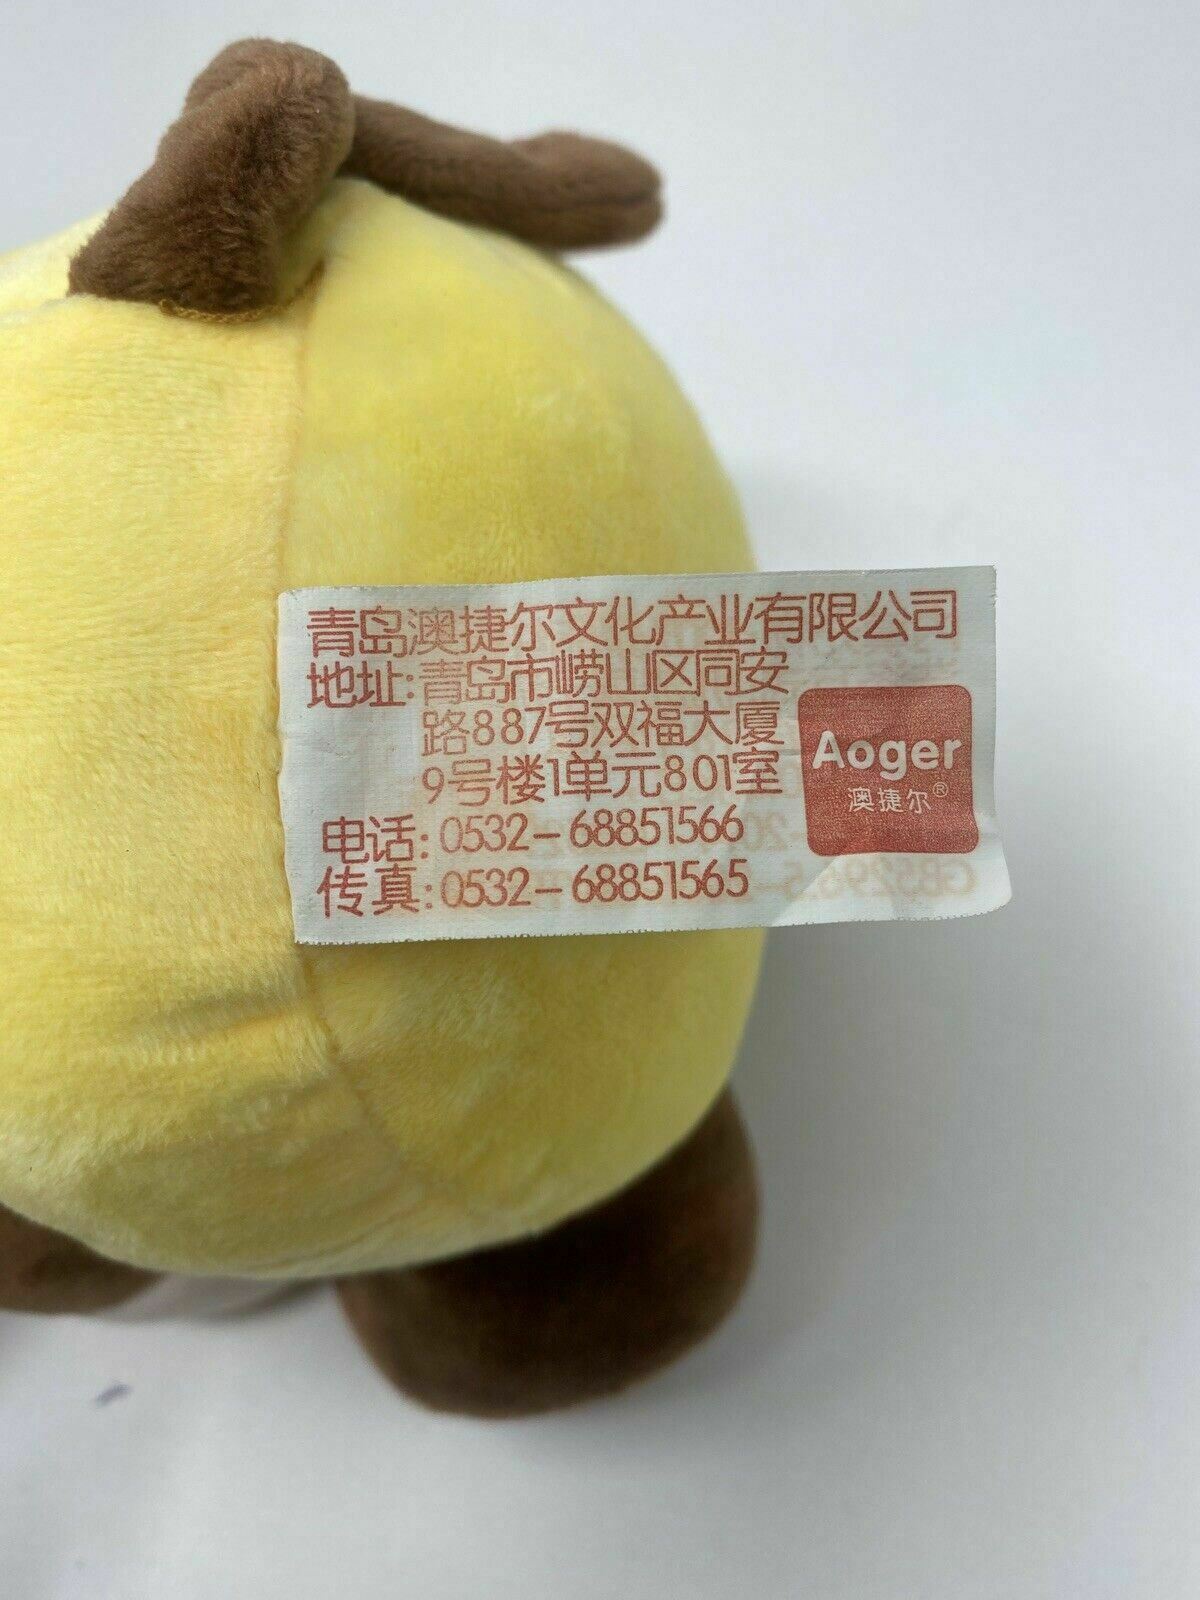 青岛澳捷尔文化产业有限公司
地址:青岛市崂山区同安
路887号双福大厦
9号楼1单元801室
电话:0532-68851566
传真:0532-68851565
Aoger
澳捷尔®